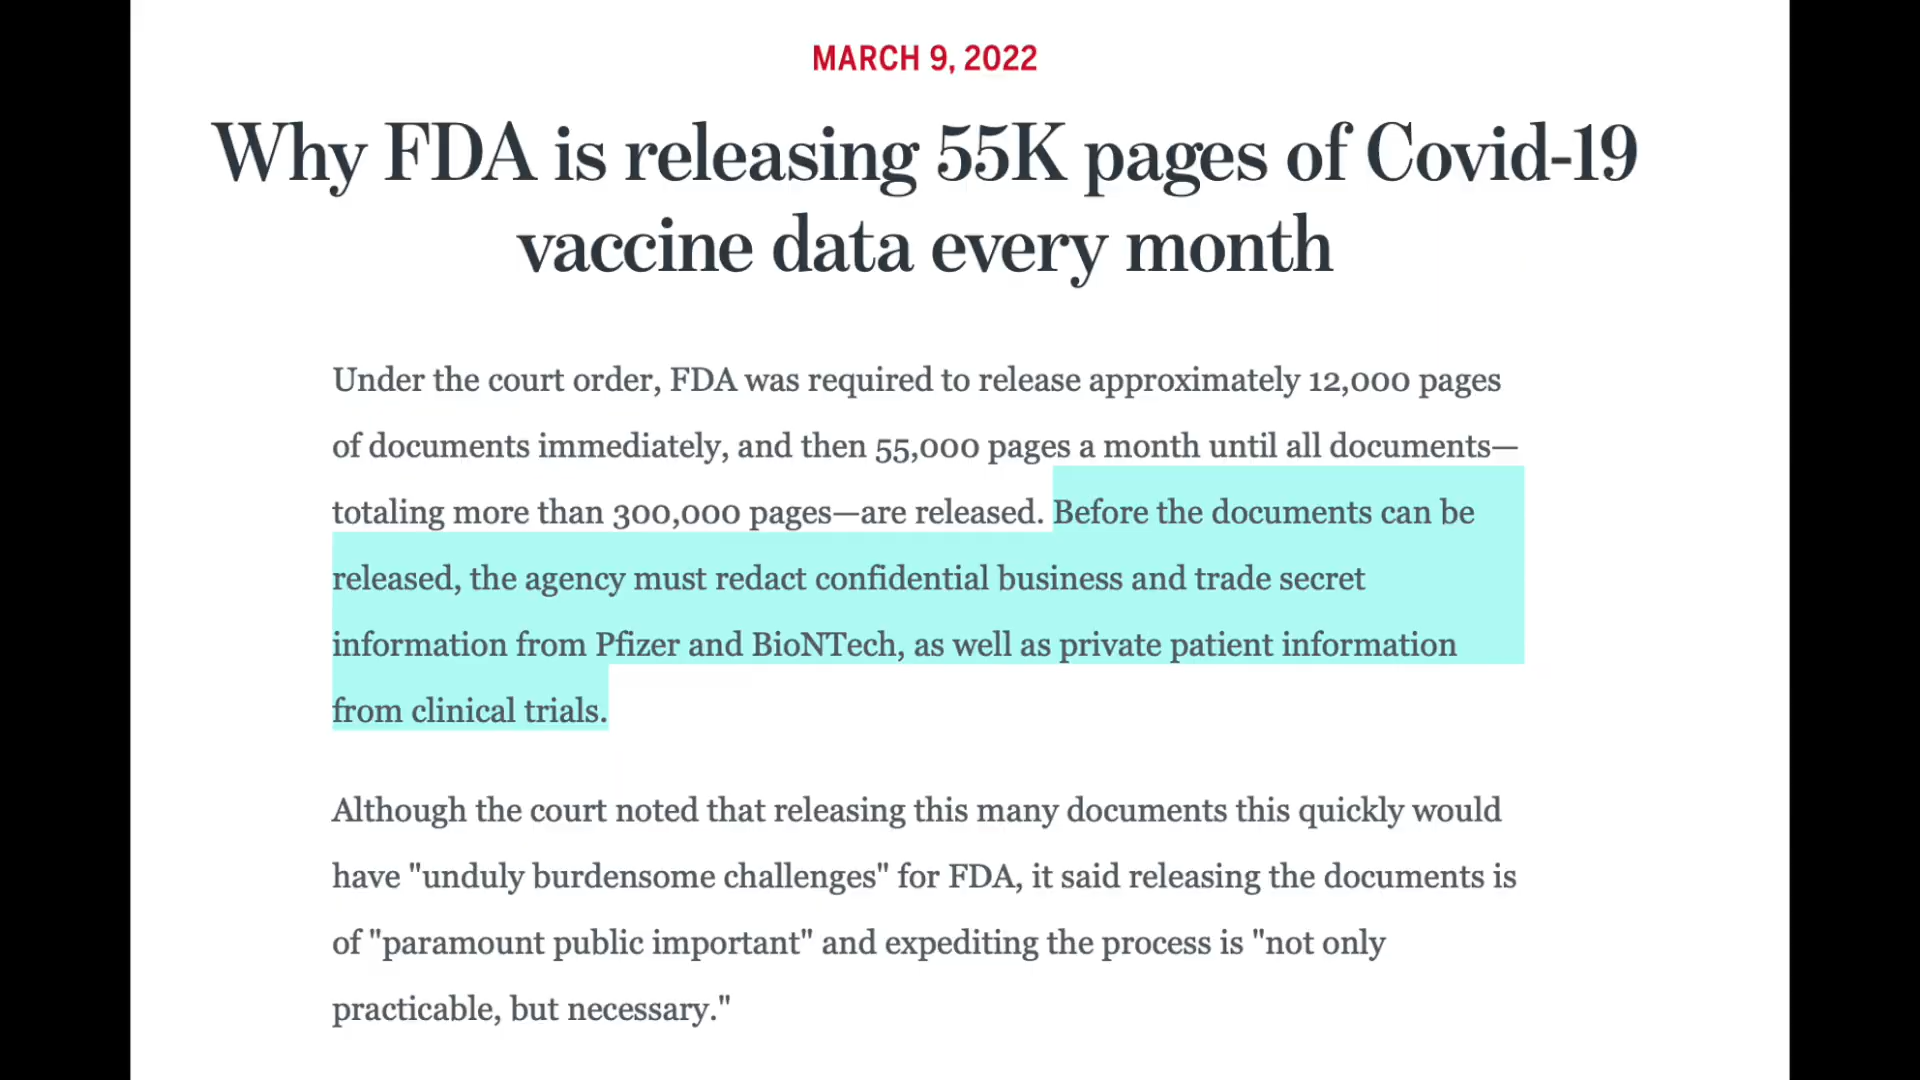 MARCH 9, 2022
Why FDA is releasing 55K pages of Covid-19
vaccine data every month
Under the court order, FDA was required to release approximately 12,000 pages
of documents immediately, and then 55,000 pages a month until all documents—
totaling more than 300,000 pages—are released. Before the documents can be
released, the agency must redact confidential business and trade secret
information from Pfizer and BioNTech, as well as private patient information
from clinical trials.
Although the court noted that releasing this many documents this quickly would
have "unduly burdensome challenges" for FDA, it said releasing the documents is
of "paramount public important" and expediting the process is "not only
practicable, but necessary."